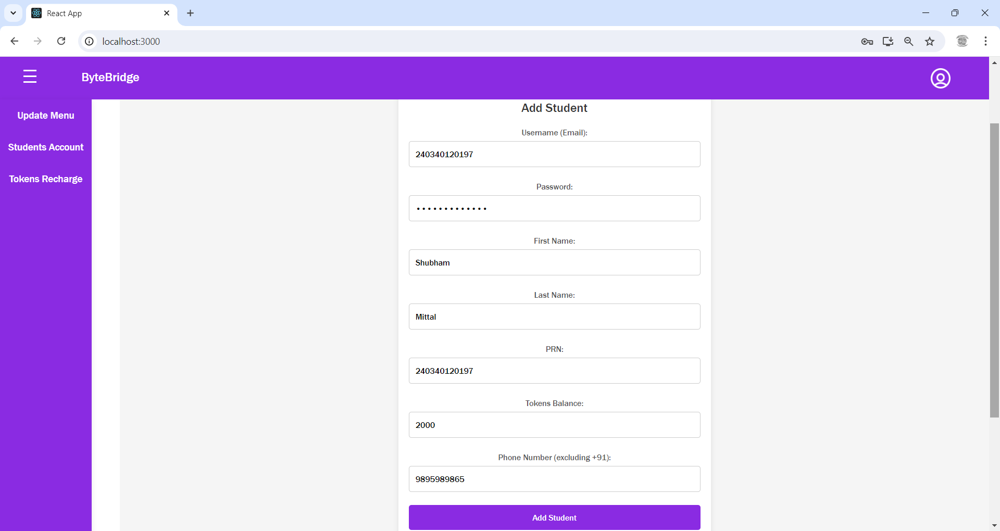 React App
localhost:3000
ByteBridge
Update Menu
Students Account
Tokens Recharge
Add Student
Username (Email):
240340120197
Password:
•••••••••••••
First Name:
Shubham
Last Name:
Mittal
PRN:
240340120197
Tokens Balance:
2000
Phone Number (excluding +91):
9895989865
Add Student